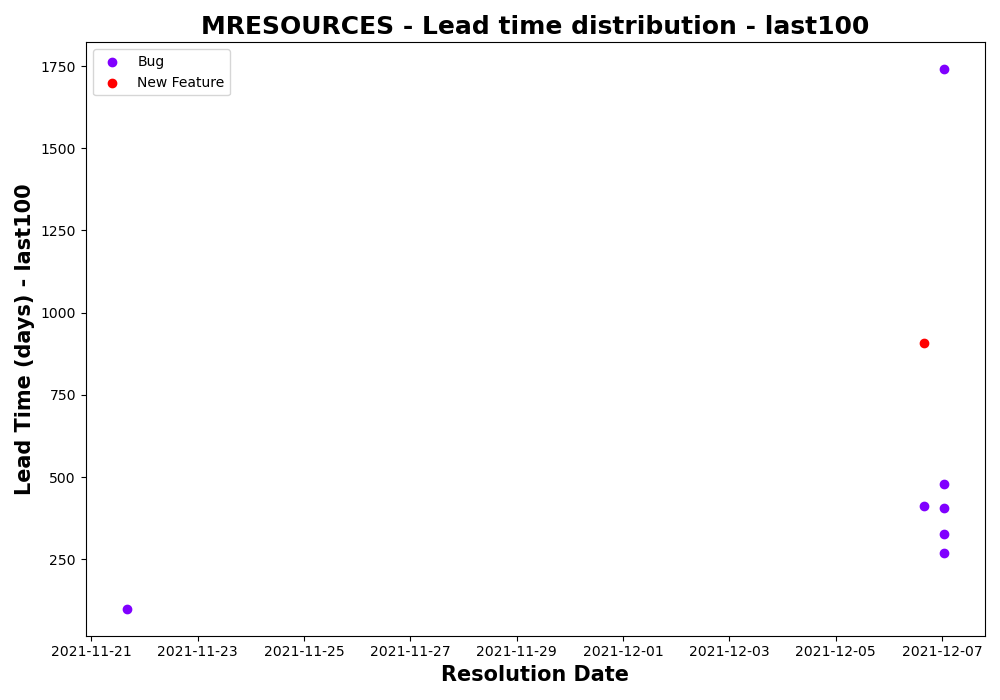 MRESOURCES - Lead time distribution - last100
Bug
New Feature
Lead Time (days) - last100
1750
1500
1250
1000
750
500
250
2021-11-21 2021-11-23 2021-11-25 2021-11-27 2021-11-29 2021-12-01 2021-12-03 2021-12-05 2021-12-07
Resolution Date